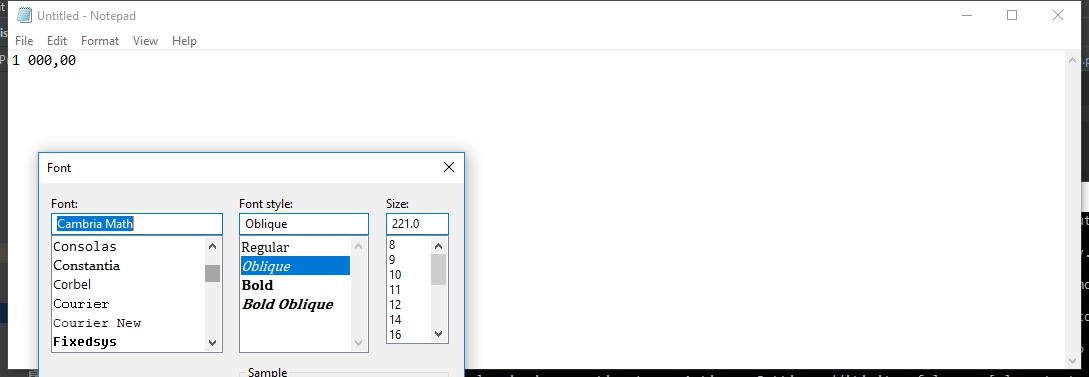 Untitled - Notepad
File Edit Format View Help
1 000,00
Font
Font:
Cambria Math
Consolas
Constantia
Corbel
Courier
Courier New
Fixedsys
Font style:
Oblique
Regular
Oblique
Bold
Bold Oblique
Size:
221.0
8
9
10
11
12
14
16
Sample